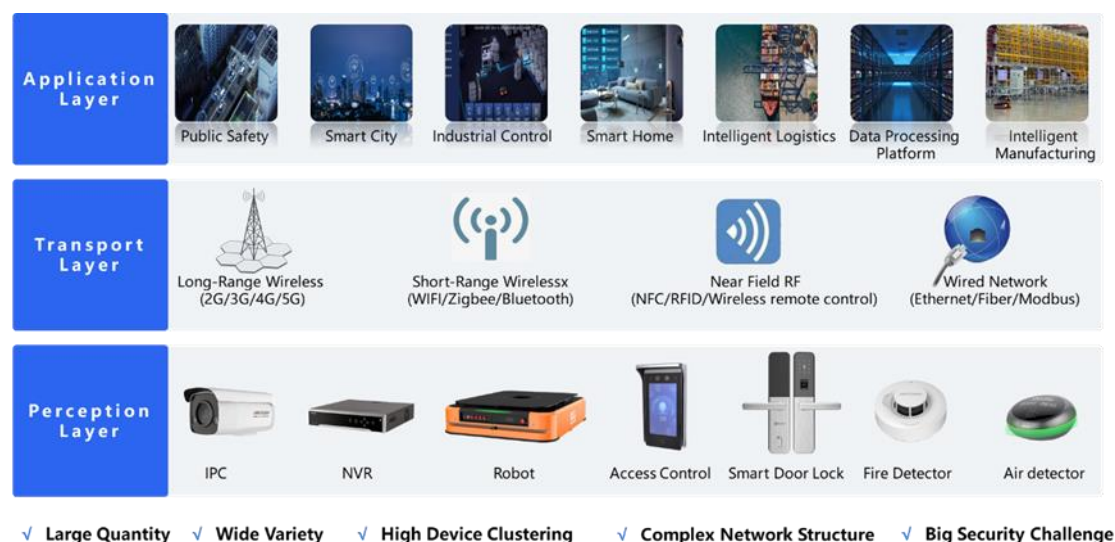 Application
Layer
Public Safety
Smart City
Industrial Control
Smart Home
Intelligent Logistics
Data Processing
Platform
Intelligent
Manufacturing
Transport
Layer
Long-Range Wireless
(2G/3G/4G/5G)
Short-Range Wirelessx
(WIFI/Zigbee/Bluetooth)
Near Field RF
(NFC/RFID/Wireless remote control)
Wired Network
(Ethernet/Fiber/Modbus)
Perception
Layer
IPC
NVR
Robot
Access Control
Smart Door Lock
Fire Detector
Air detector
√ Large Quantity √ Wide Variety √ High Device Clustering √ Complex Network Structure √ Big Security Challenge